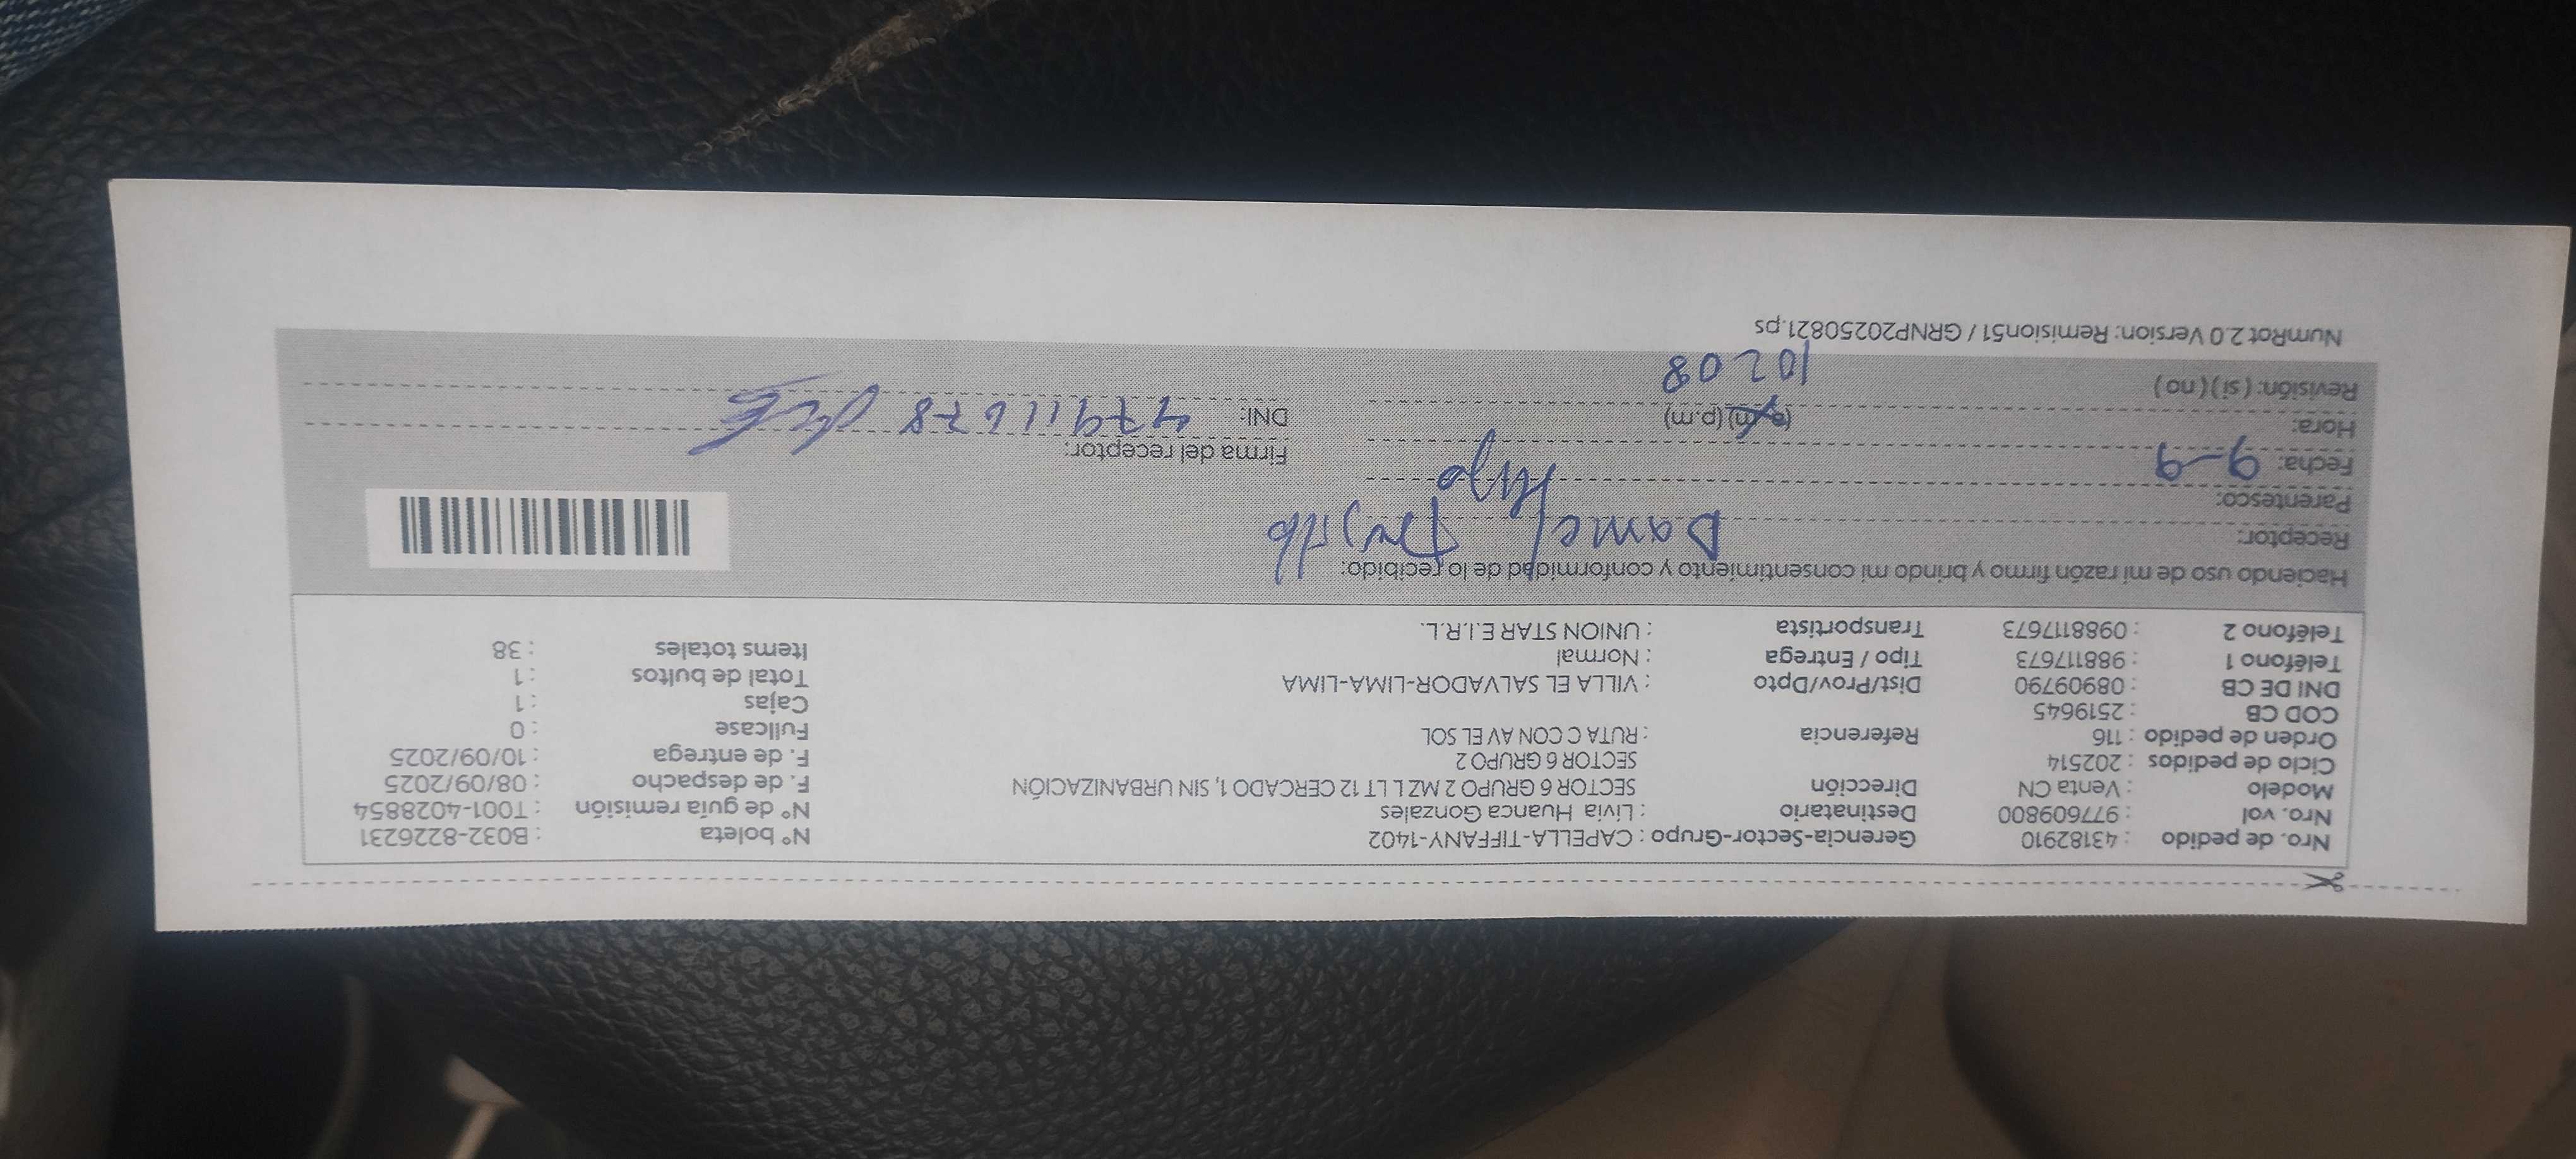 Nro. de pedido : 43182910 Gerencia-Sector-Grupo : CAPELLA-TIFFANY-1402 N° boleta : B032-8226231
Nro. vol : 977609800 Destinatario : Livia Huanca Gonzales N° de guía remisión : T001-4028854
Modelo : Venta CN Dirección SECTOR 6 GRUPO 2 MZ L LT 12 CERCADO 1, SIN URBANIZACIÓN F. de despacho : 08/09/2025
Ciclo de pedidos : 202514 SECTOR 6 GRUPO 2 F. de entrega : 10/09/2025
Orden de pedido : 116 Referencia : RUTA C CON AV EL SOL Fullcase : 0
COD CB : 2519645 Cajas : 1
DNI DE CB : 08909790 Dist/Prov/Dpto : VILLA EL SALVADOR-LIMA-LIMA Total de bultos : 1
Teléfono 1 : 988117673 Tipo / Entrega : Normal Items totales : 38
Teléfono 2 : 0988117673 Transportista : UNION STAR E.I.R.L.
Haciendo uso de mi razón firmo y brindo mi consentimiento y conformidad de lo recibido:
Receptor: Daniel
Parentesco: Hijo
Fecha: 9-9 Firma del receptor:
Hora: (a.m) (p.m) DNI:
Revisión: ( si ) ( no ) 10208
NumRot 2.0 Version: Remision51 / GRNP20250821.ps